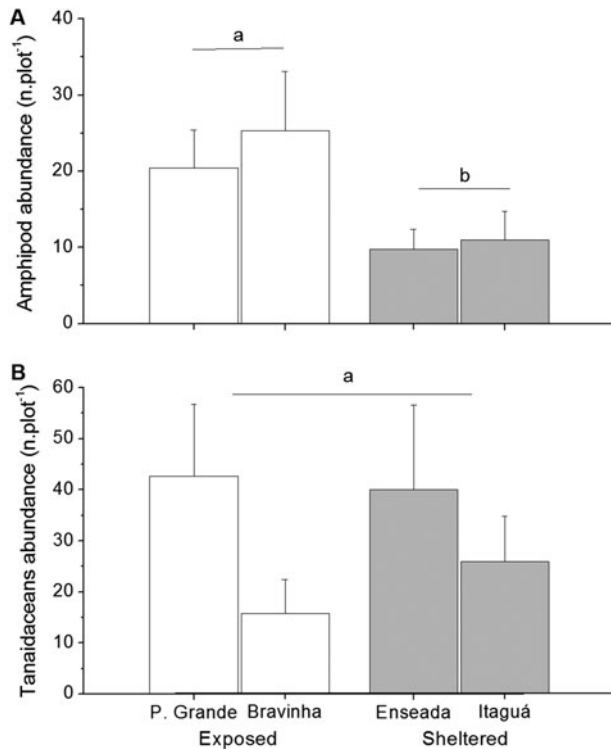 A
Amphipod abundance (n.plot⁻¹)
40
30
20
10
0
a
b
B
Tanaidaceans abundance (n.plot⁻¹)
60
50
40
30
20
10
0
a
P. Grande Bravinha Enseada Itaguá
Exposed Sheltered